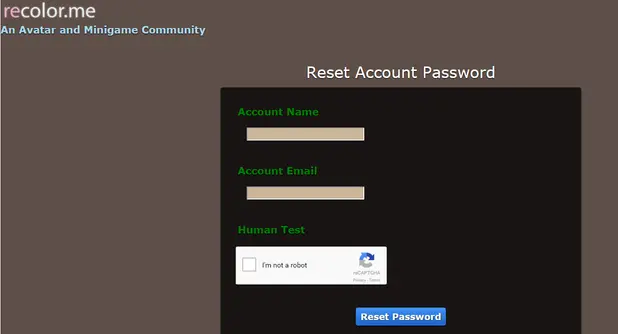 recolor.me
An Avatar and Minigame Community
Reset Account Password
Account Name
Account Email
Human Test
I'm not a robot
reCAPTCHA
Privacy - Terms
Reset Password